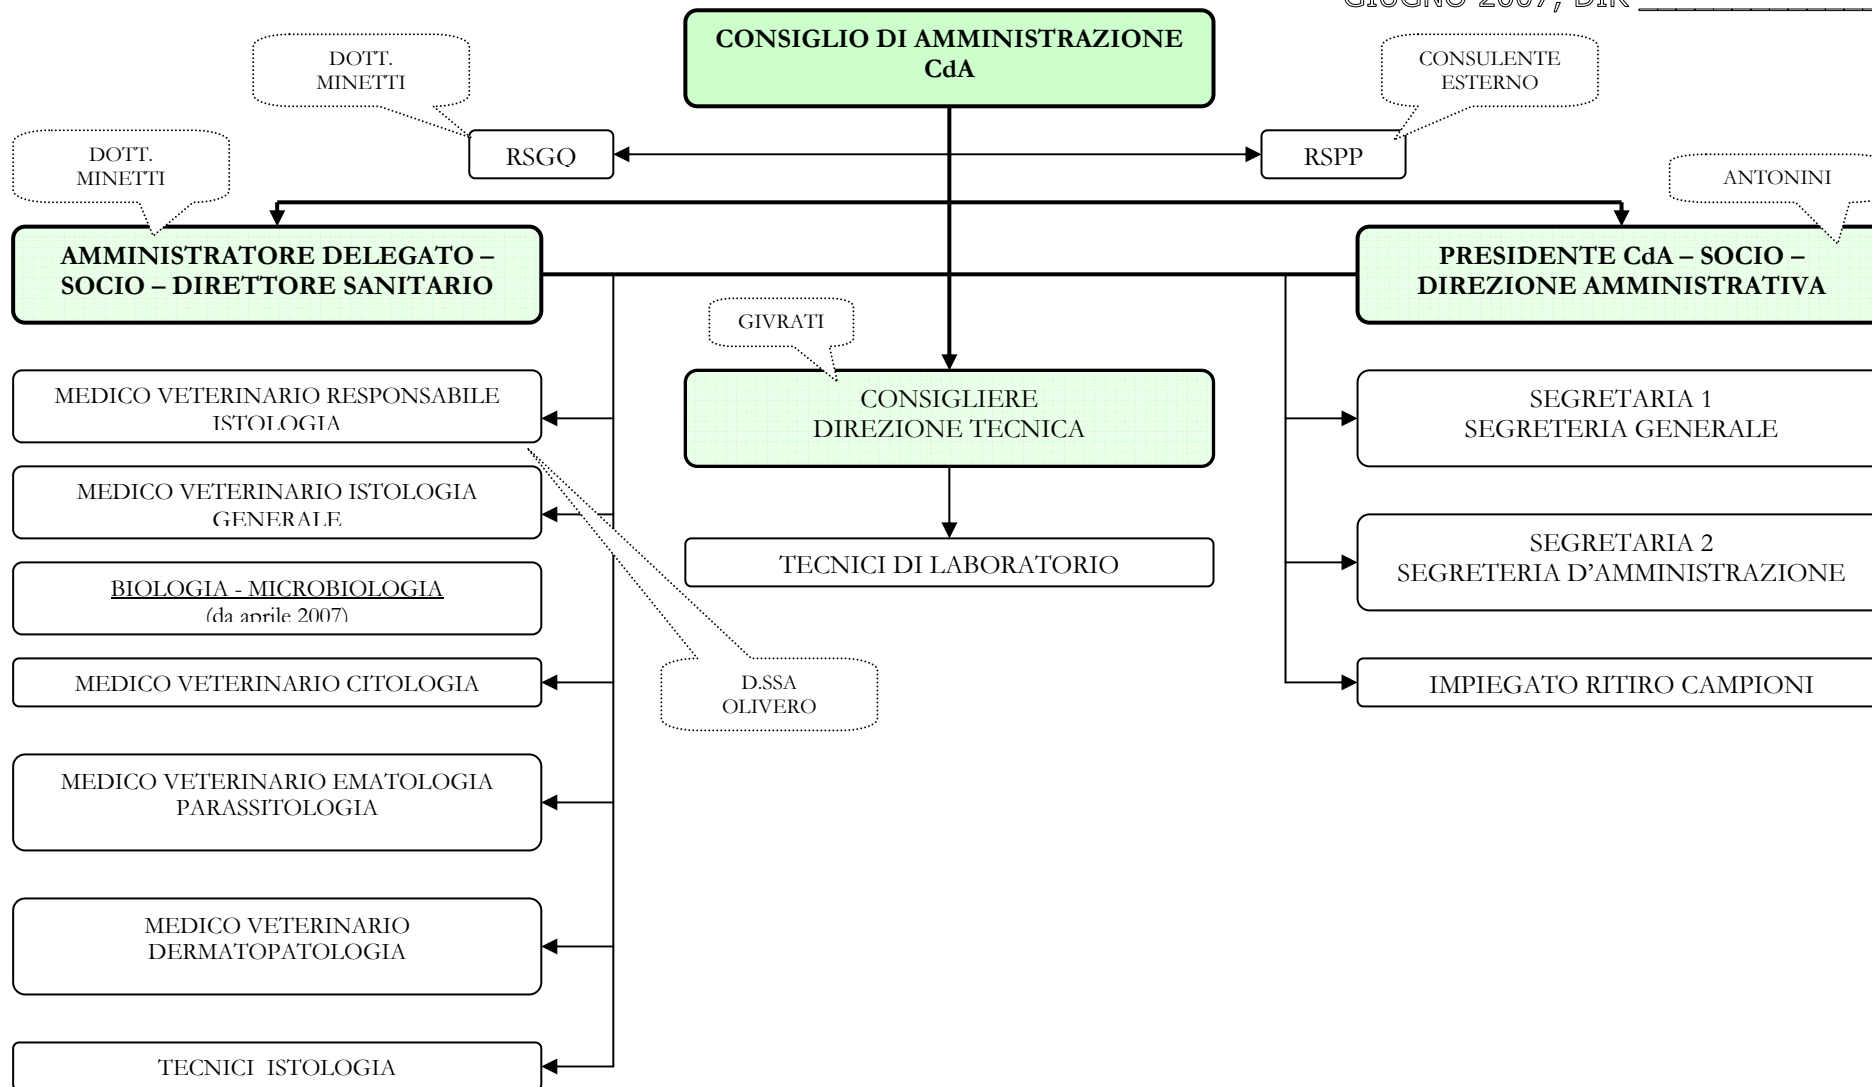 GIUGNO 2007, DIR
CONSIGLIO DI AMMINISTRAZIONE
CdA
DOTT.
MINETTI
CONSULENTE
ESTERNO
RSGQ
RSPP
DOTT.
MINETTI
ANTONINI
AMMINISTRATORE DELEGATO –
SOCIO – DIRETTORE SANITARIO
PRESIDENTE CdA – SOCIO –
DIREZIONE AMMINISTRATIVA
GIVRATI
CONSIGLIERE
DIREZIONE TECNICA
TECNICI DI LABORATORIO
MEDICO VETERINARIO RESPONSABILE
ISTOLOGIA
MEDICO VETERINARIO ISTOLOGIA
GENERALE
BIOLOGIA - MICROBIOLOGIA
(da aprile 2007)
MEDICO VETERINARIO CITOLOGIA
D.SSA
OLIVERO
MEDICO VETERINARIO EMATOLOGIA
PARASSITOLOGIA
MEDICO VETERINARIO
DERMATOPATOLOGIA
TECNICI ISTOLOGIA
SEGRETARIA 1
SEGRETERIA GENERALE
SEGRETARIA 2
SEGRETERIA D’AMMINISTRAZIONE
IMPIEGATO RITIRO CAMPIONI